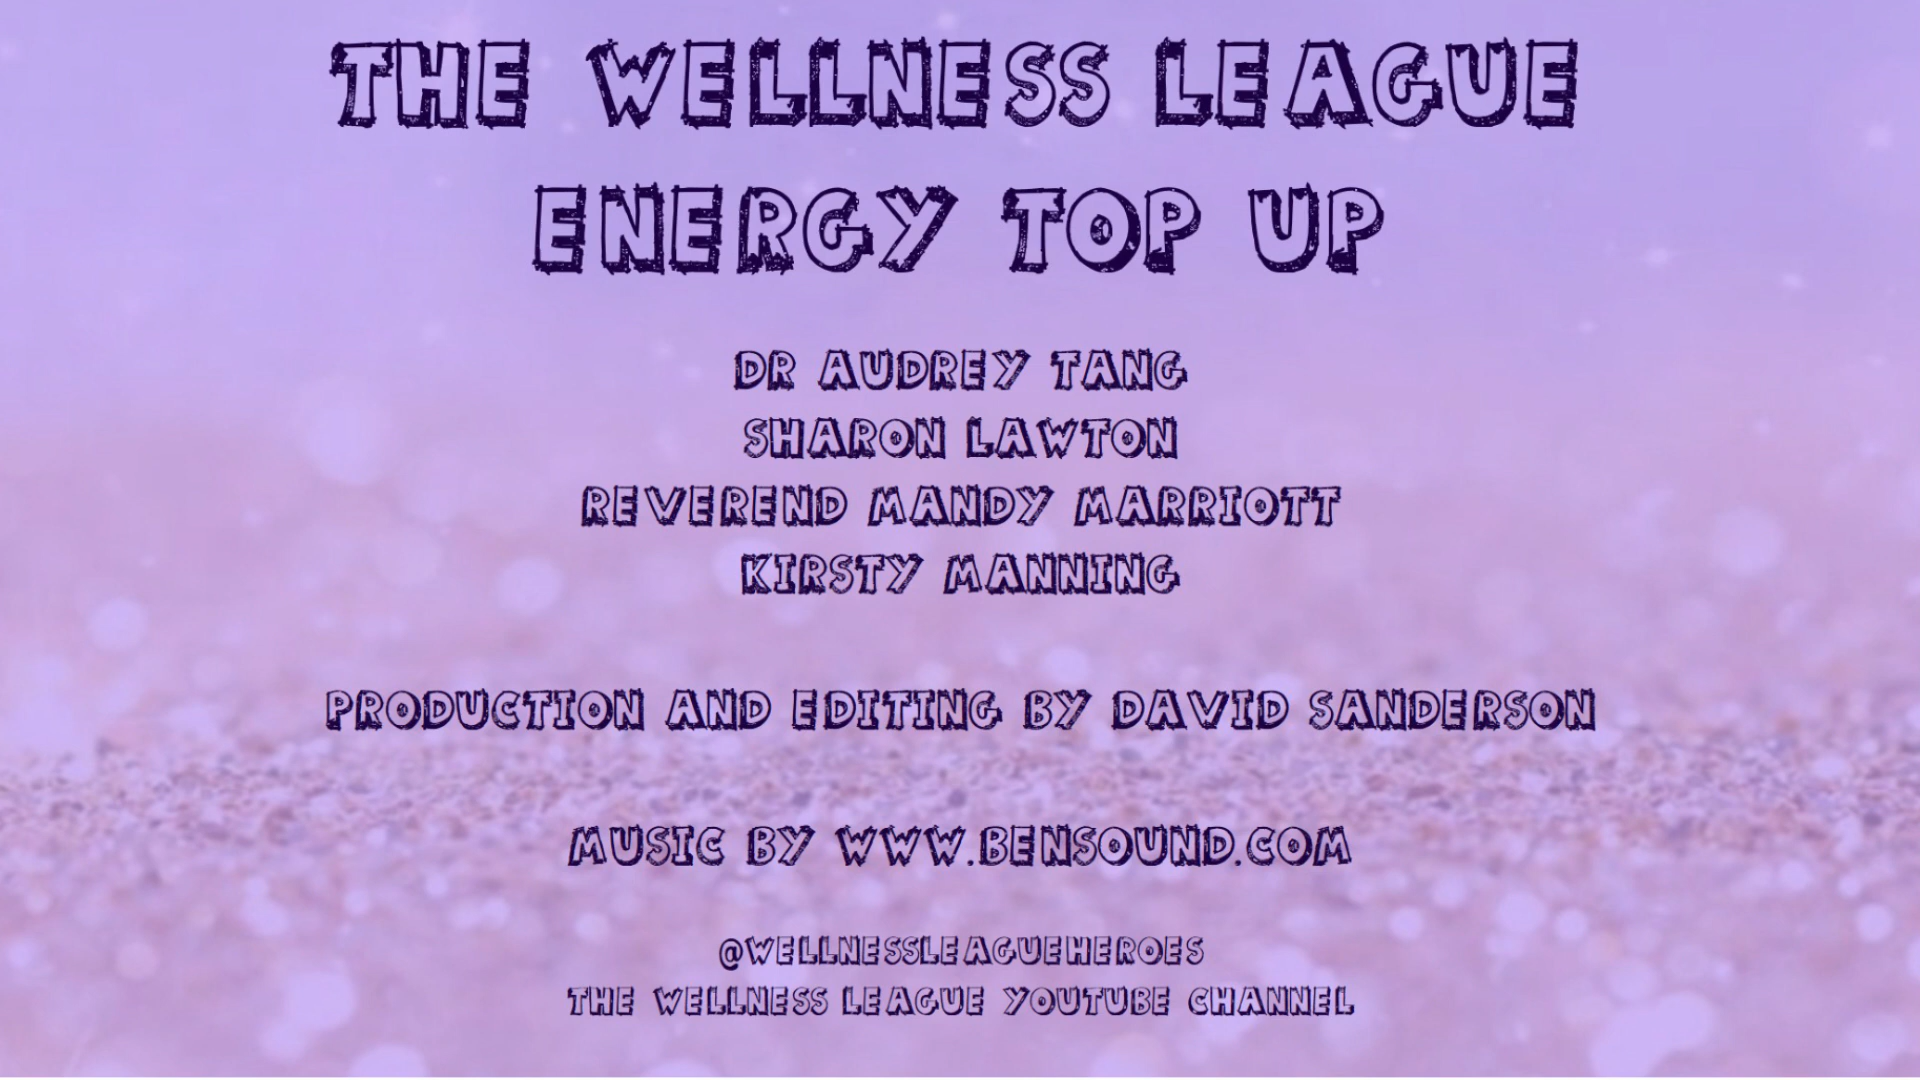 THE WELLNESS LEAGUE
ENERGY TOP UP
DR AUDREY TANG
SHARON LAWTON
REVEREND MANDY MARRIOTT
KIRSTY MANNING
PRODUCTION AND EDITING BY DAVID SANDERSON
MUSIC BY WWW.BENSOUND.COM
@WELLNESSLEAGUEHEROES
THE WELLNESS LEAGUE YOUTUBE CHANNEL